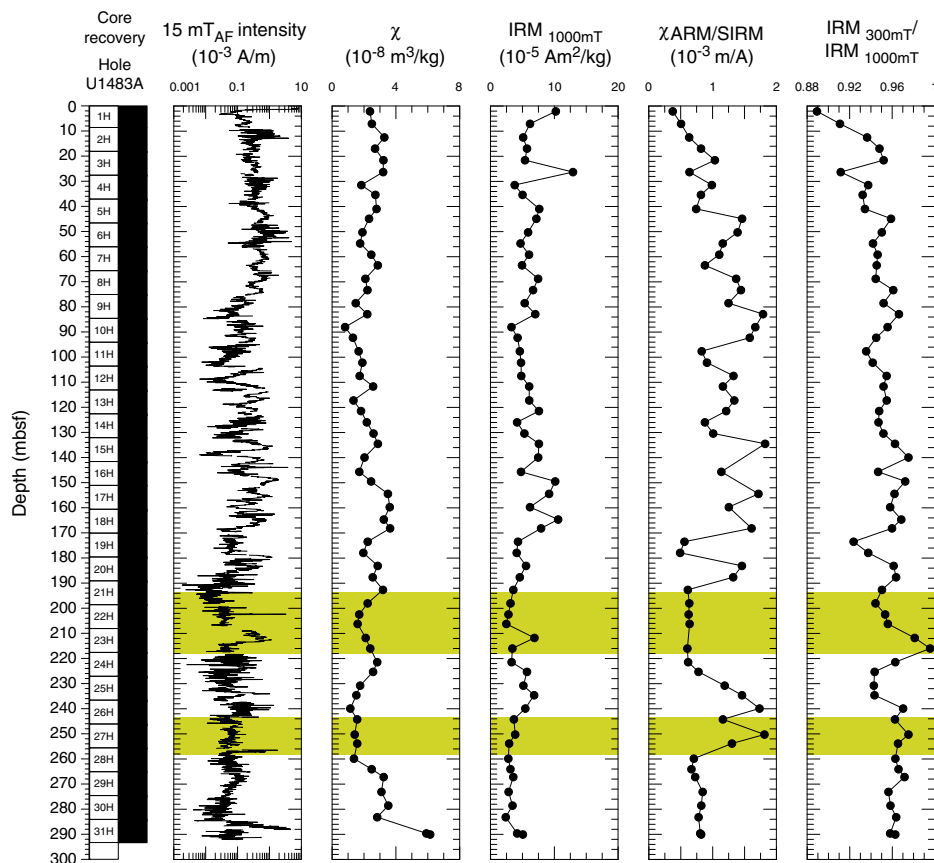 Core
recovery
Hole
U1483A
15 mT_AF intensity
(10⁻³ A/m)
χ
(10⁻⁸ m³/kg)
IRM 1000mT
(10⁻⁵ Am²/kg)
χARM/SIRM
(10⁻³ m/A)
IRM 300mT/
IRM 1000mT
0.001 0.1 10
0 4 8
0 10 20
0 1 2
0.88 0.92 0.96 1
Depth (mbsf)
0
10
20
30
40
50
60
70
80
90
100
110
120
130
140
150
160
170
180
190
200
210
220
230
240
250
260
270
280
290
300
1H
2H
3H
4H
5H
6H
7H
8H
9H
10H
11H
12H
13H
14H
15H
16H
17H
18H
19H
20H
21H
22H
23H
24H
25H
26H
27H
28H
29H
30H
31H